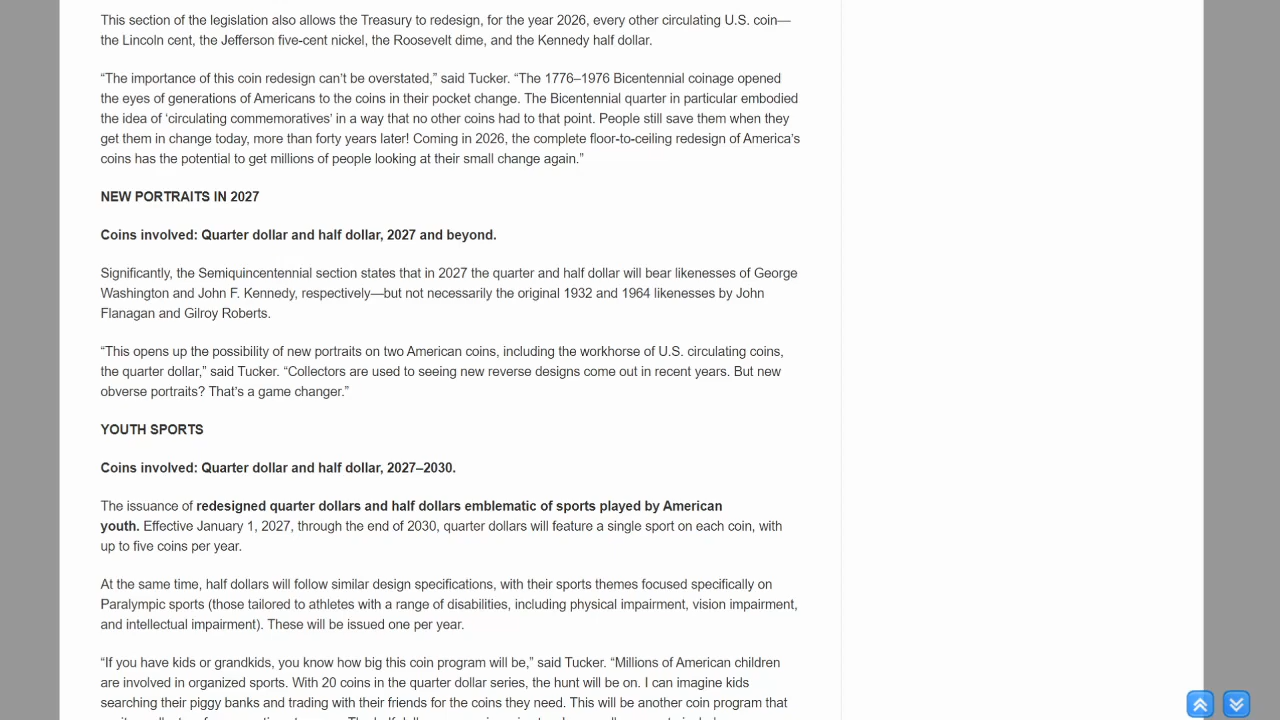 This section of the legislation also allows the Treasury to redesign, for the year 2026, every other circulating U.S. coin—
the Lincoln cent, the Jefferson five-cent nickel, the Roosevelt dime, and the Kennedy half dollar.
“The importance of this coin redesign can’t be overstated,” said Tucker. “The 1776–1976 Bicentennial coinage opened
the eyes of generations of Americans to the coins in their pocket change. The Bicentennial quarter in particular embodied
the idea of ‘circulating commemoratives’ in a way that no other coins had to that point. People still save them when they
get them in change today, more than forty years later! Coming in 2026, the complete floor-to-ceiling redesign of America’s
coins has the potential to get millions of people looking at their small change again.”
NEW PORTRAITS IN 2027
Coins involved: Quarter dollar and half dollar, 2027 and beyond.
Significantly, the Semiquincentennial section states that in 2027 the quarter and half dollar will bear likenesses of George
Washington and John F. Kennedy, respectively—but not necessarily the original 1932 and 1964 likenesses by John
Flanagan and Gilroy Roberts.
“This opens up the possibility of new portraits on two American coins, including the workhorse of U.S. circulating coins,
the quarter dollar,” said Tucker. “Collectors are used to seeing new reverse designs come out in recent years. But new
obverse portraits? That’s a game changer.”
YOUTH SPORTS
Coins involved: Quarter dollar and half dollar, 2027–2030.
The issuance of redesigned quarter dollars and half dollars emblematic of sports played by American
youth. Effective January 1, 2027, through the end of 2030, quarter dollars will feature a single sport on each coin, with
up to five coins per year.
At the same time, half dollars will follow similar design specifications, with their sports themes focused specifically on
Paralympic sports (those tailored to athletes with a range of disabilities, including physical impairment, vision impairment,
and intellectual impairment). These will be issued one per year.
“If you have kids or grandkids, you know how big this coin program will be,” said Tucker. “Millions of American children
are involved in organized sports. With 20 coins in the quarter dollar series, the hunt will be on. I can imagine kids
searching their piggy banks and trading with their friends for the coins they need. This will be another coin program that